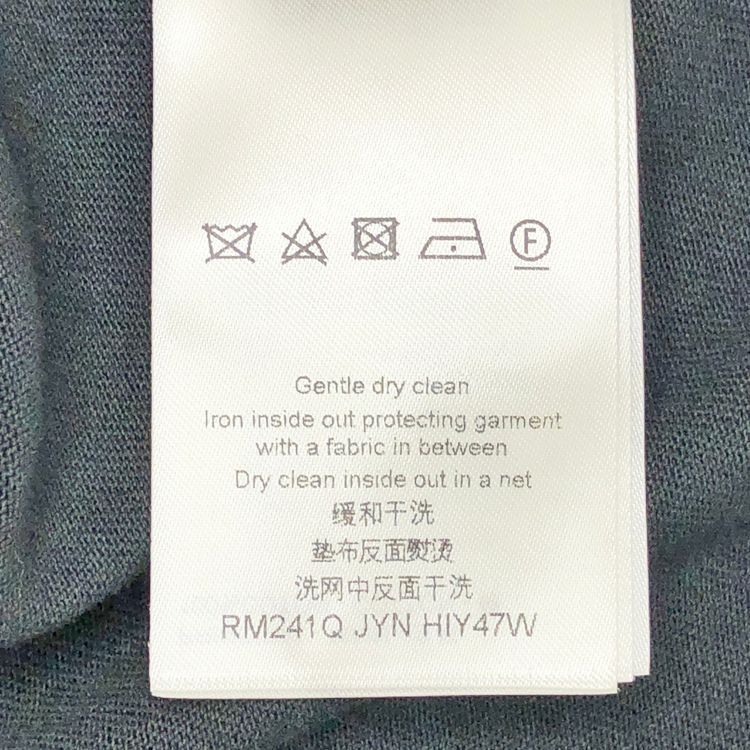 F
Gentle dry clean
Iron inside out protecting garment
with a fabric in between
Dry clean inside out in a net
缓和干洗
垫布反面熨烫
洗网中反面干洗
RM241Q JYN HIY47W